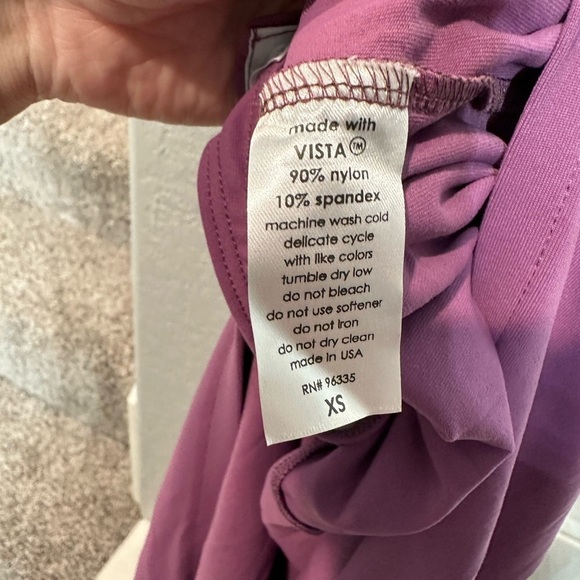 made with
VISTA™
90% nylon
10% spandex
machine wash cold
delicate cycle
with like colors
tumble dry low
do not bleach
do not use softener
do not iron
do not dry clean
made in USA
RN# 96335
XS